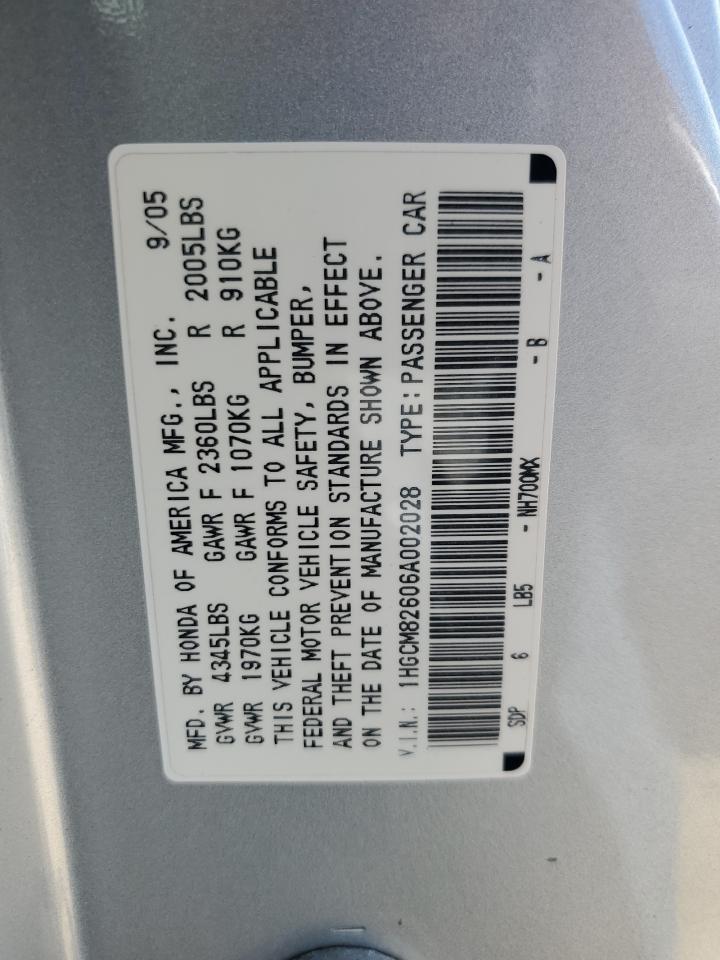 MFD. BY HONDA OF AMERICA MFG., INC. 9/05
GVWR 4345LBS GAWR F 2360LBS R 2005LBS
GVWR 1970KG GAWR F 1070KG R 910KG
THIS VEHICLE CONFORMS TO ALL APPLICABLE
FEDERAL MOTOR VEHICLE SAFETY, BUMPER,
AND THEFT PREVENTION STANDARDS IN EFFECT
ON THE DATE OF MANUFACTURE SHOWN ABOVE.
V.I.N.: 1HGCM82606A002028 TYPE: PASSENGER CAR
SDP 6 LB5 - NH700MX - B - A